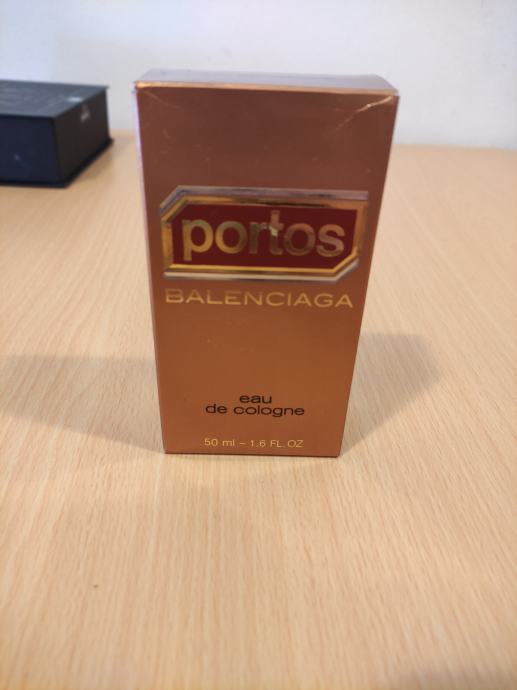 portos
BALENCIAGA
eau
de cologne
50 ml – 1.6 FL. OZ